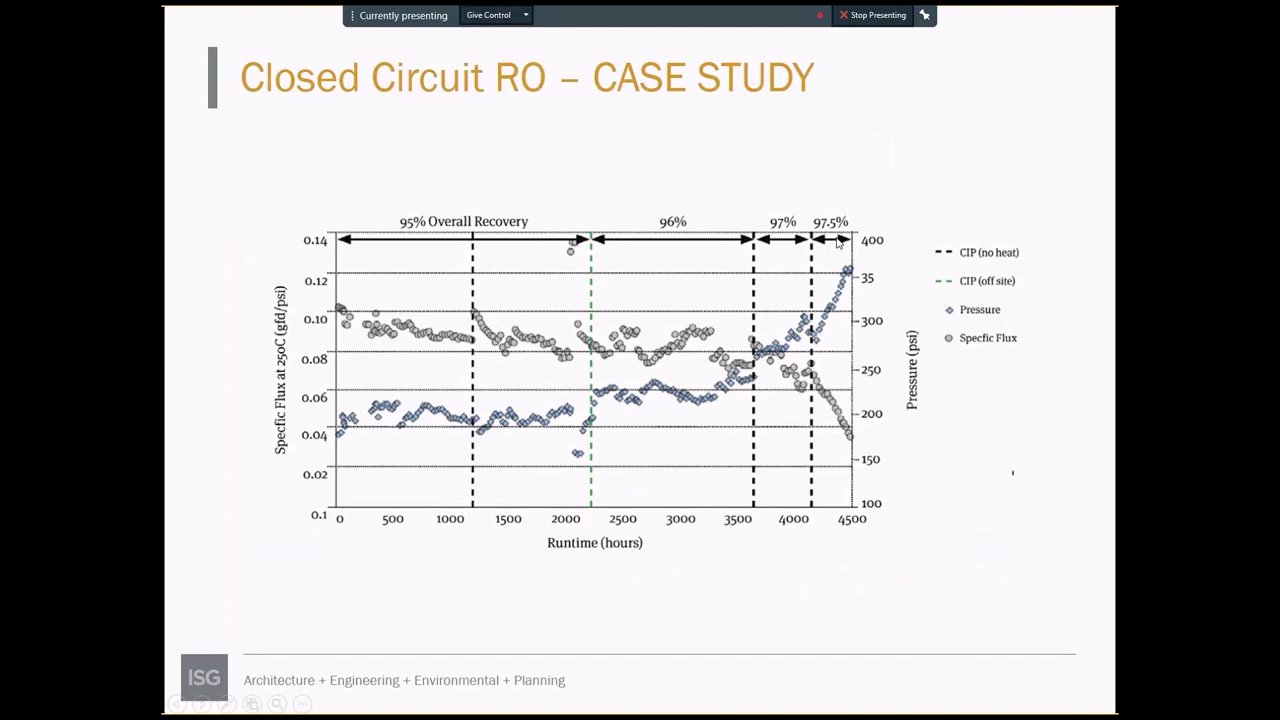 Currently presenting Give Control Stop Presenting
Closed Circuit RO – CASE STUDY
95% Overall Recovery 96% 97% 97.5%
0.14
0.12
0.10
0.08
0.06
0.04
0.02
0.1
Specfic Flux at 250C (gfd/psi)
400
35
300
250
200
150
100
Pressure (psi)
CIP (no heat)
CIP (off site)
Pressure
Specfic Flux
0 500 1000 1500 2000 2500 3000 3500 4000 4500
Runtime (hours)
ISG
Architecture + Engineering + Environmental + Planning